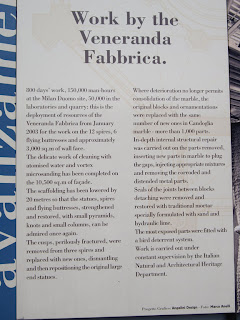 avanzame
Work by the
Veneranda
Fabbrica.
800 days' work, 150,000 man-hours
at the Milan Duomo site, 50,000 in the
laboratories and quarry; this is the
deployment of resources of the
Veneranda Fabbrica from January
2003 for the work on the 12 spires, 6
flying buttresses and approximately
3,000 sq.m of wall face.
The delicate work of cleaning with
atomized water and vortex
microsanding has been completed on
the 10,500 sq.m of façade.
The scaffolding has been lowered by
20 metres so that the statues, spires
and flying buttresses, strengthened
and restored, with small pyramids,
knots and small columns, can be
admired once again.
The cusps, perilously fractured, were
removed from three spires and
replaced with new ones, dismantling
and then repositioning the original large
end statues.
Where deterioration no longer permits
consolidation of the marble, the
original blocks and ornamentations
were replaced with the same
number of new ones in Candoglia
marble - more than 1,000 parts.
In-depth internal structural repair
was carried out on the parts removed,
inserting new parts in marble to plug
the gaps, injecting appropriate mixtures
and removing the corroded and
distended metal parts.
Seals of the joints between blocks
detailing were removed and
restored with traditional mortar
specially formulated with sand and
hydraulic lime.
The most exposed parts were fitted with
a bird deterrent system.
Work is carried out under
constant supervision by the Italian
Natural and Architectural Heritage
Department.
Progetto Grafico: Anselmi Design - Foto: Marco